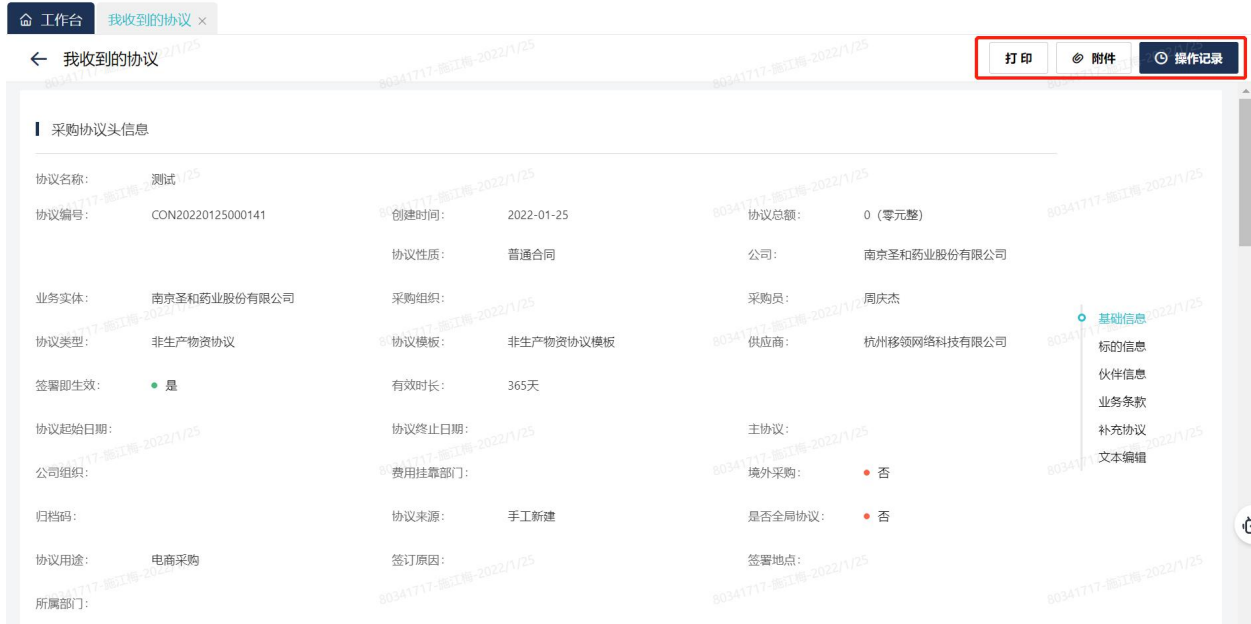 工作台 我收到的协议 ×
我收到的协议 打印 附件 操作记录
采购协议头信息
协议名称： 测试
协议编号： CON20220125000141 创建时间： 2022-01-25 协议总额： 0（零元整）
协议性质： 普通合同 公司： 南京圣和药业股份有限公司
业务实体： 南京圣和药业股份有限公司 采购组织： 采购员： 周庆杰
协议类型： 非生产物资协议 协议模板： 非生产物资协议模板 供应商： 杭州移领网络科技有限公司
签署即生效： 是 有效时长： 365天
协议起始日期： 协议终止日期： 主协议：
公司组织： 费用挂靠部门： 境外采购： 否
归档码： 协议来源： 手工新建 是否全局协议： 否
协议用途： 电商采购 签订原因： 签署地点：
所属部门：
基础信息
标的信息
伙伴信息
业务条款
补充协议
文本编辑
80341717-施江梅-2022/1/25